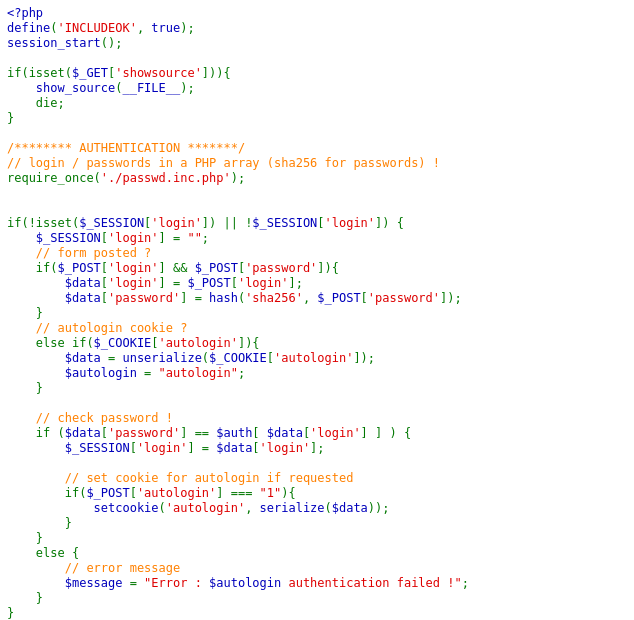 <?php
define('INCLUDEOK', true);
session_start();

if(isset($_GET['showsource'])){
    show_source(__FILE__);
    die;
}

/******** AUTHENTICATION *******/
// login / passwords in a PHP array (sha256 for passwords) !
require_once('./passwd.inc.php');


if(!isset($_SESSION['login']) || !$_SESSION['login']) {
    $_SESSION['login'] = "";
    // form posted ?
    if($_POST['login'] && $_POST['password']){
        $data['login'] = $_POST['login'];
        $data['password'] = hash('sha256', $_POST['password']);
    }
    // autologin cookie ?
    else if($_COOKIE['autologin']){
        $data = unserialize($_COOKIE['autologin']);
        $autologin = "autologin";
    }

    // check password !
    if ($data['password'] == $auth[ $data['login'] ] ) {
        $_SESSION['login'] = $data['login'];

        // set cookie for autologin if requested
        if($_POST['autologin'] === "1"){
            setcookie('autologin', serialize($data));
        }
    }
    else {
        // error message
        $message = "Error : $autologin authentication failed !";
    }
}